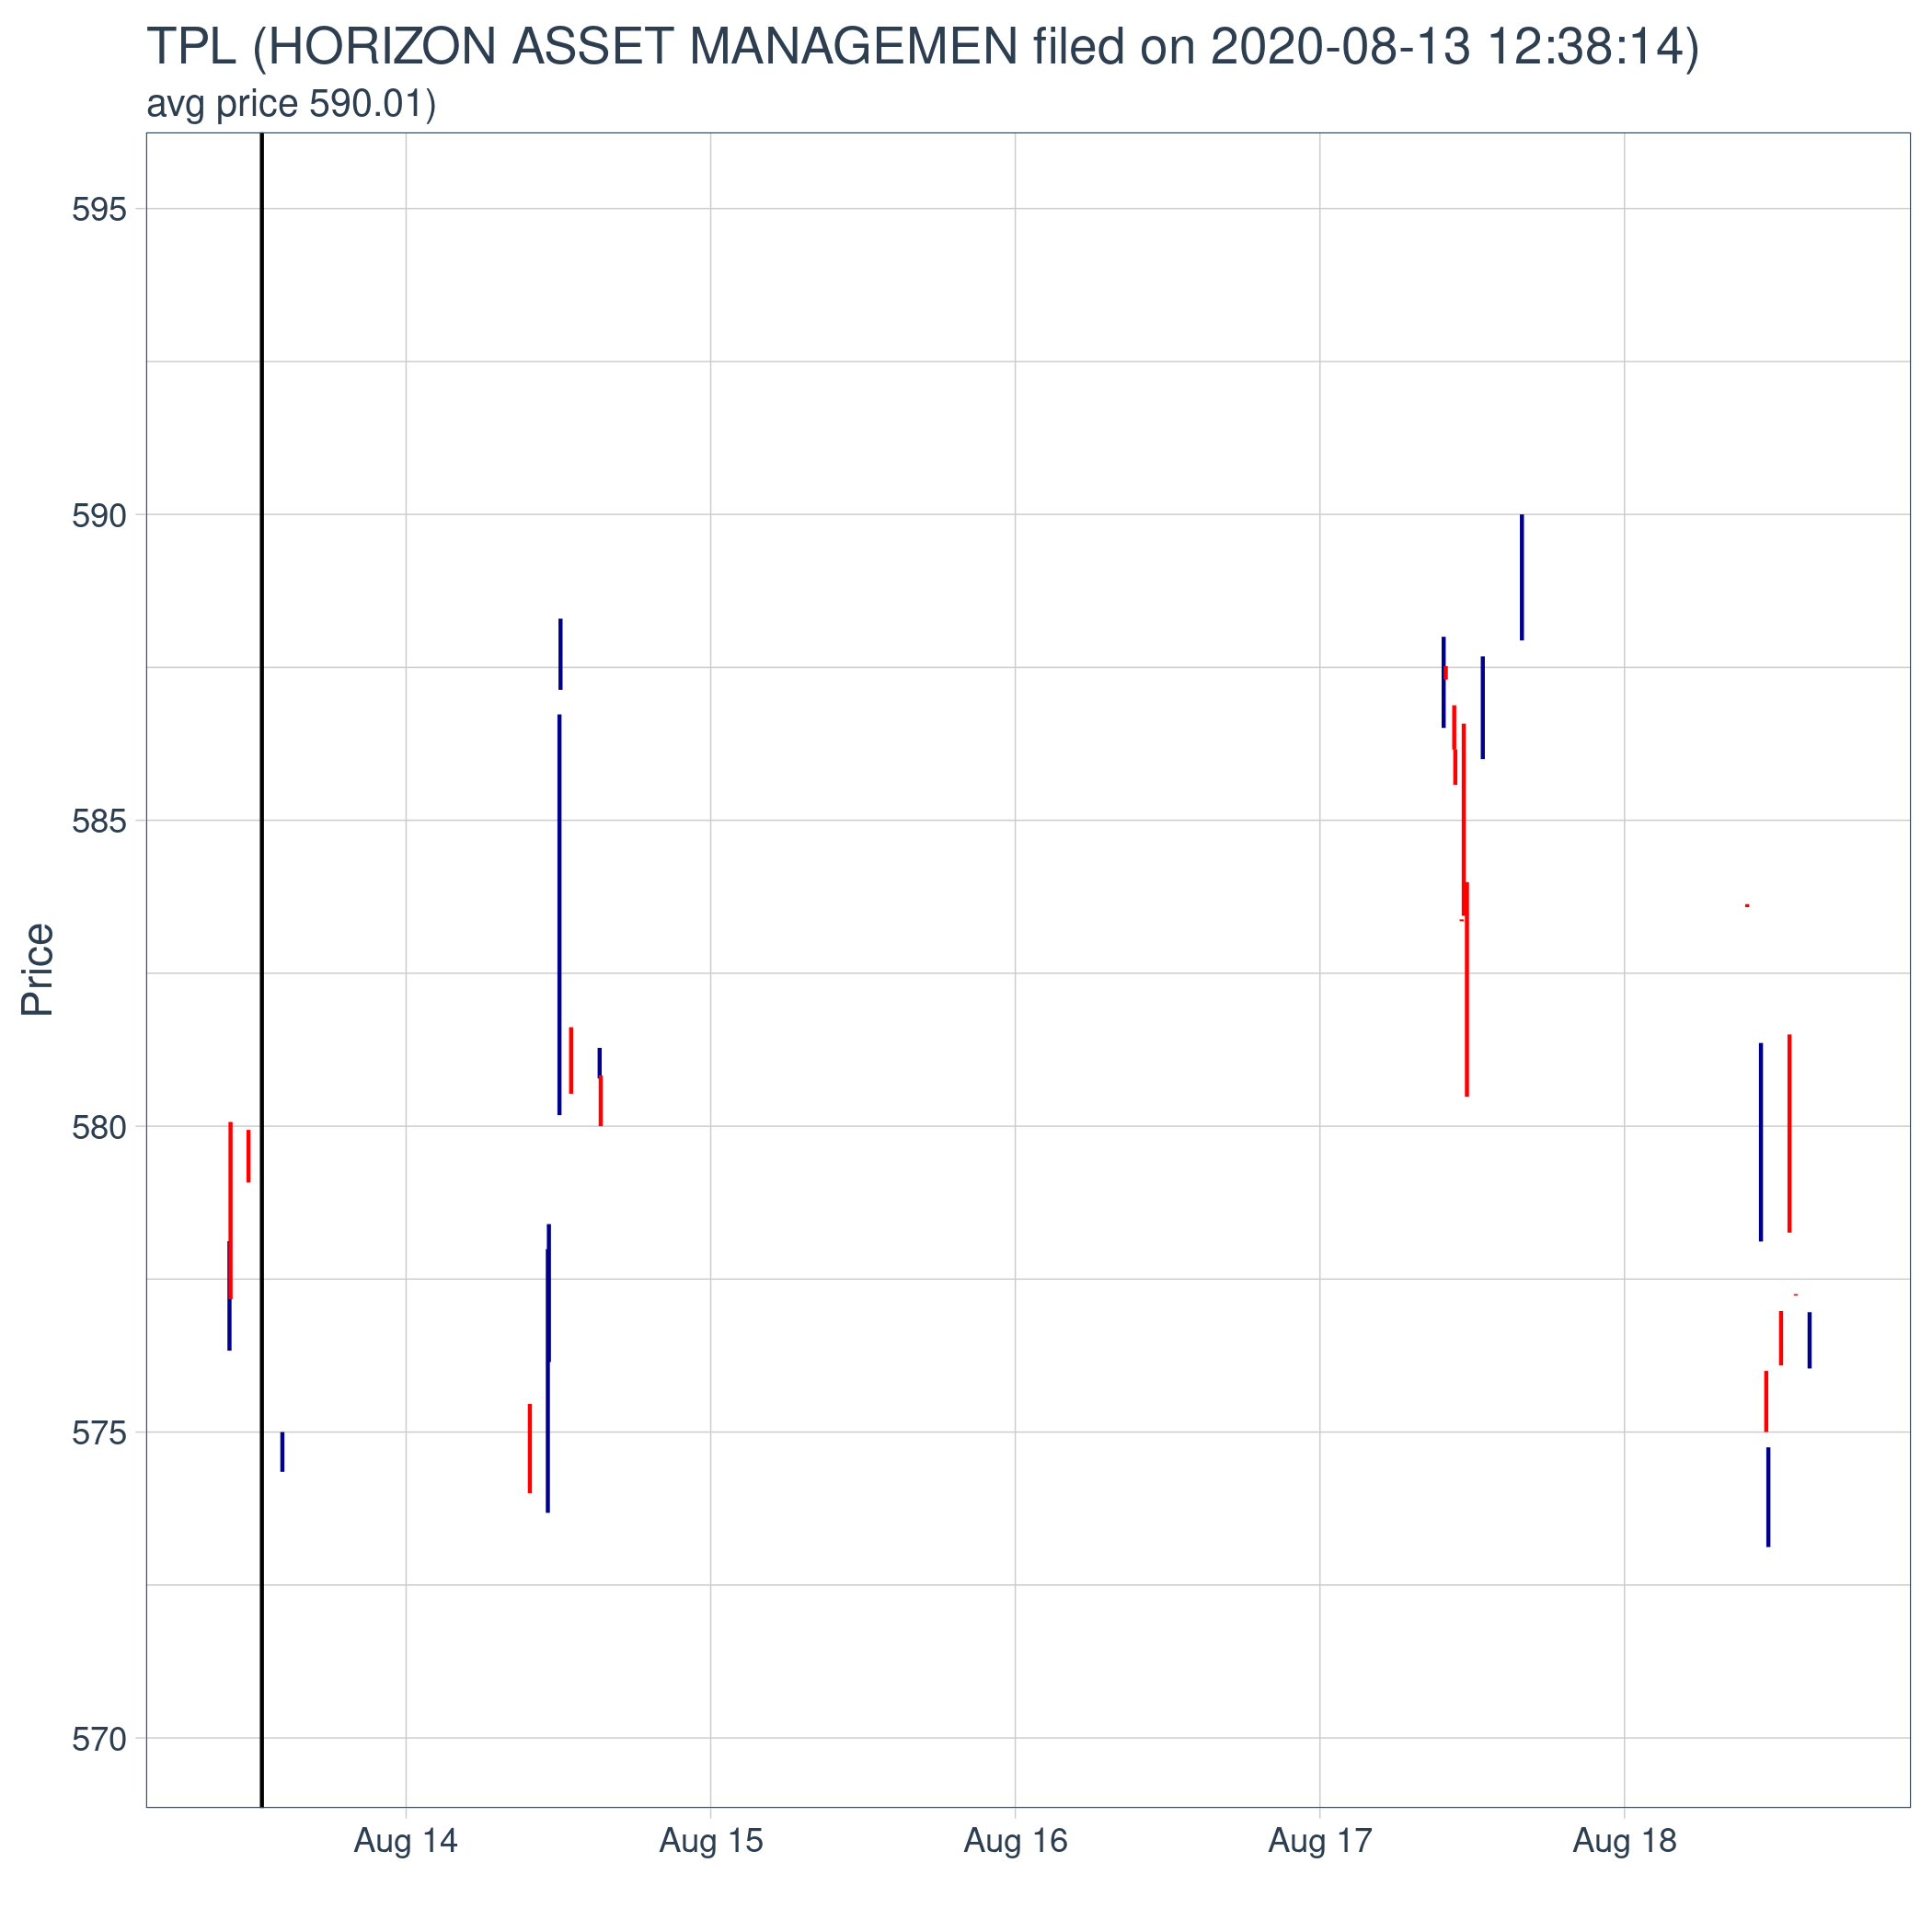 TPL (HORIZON ASSET MANAGEMEN filed on 2020-08-13 12:38:14)
avg price 590.01)
595
590
585
580
575
570
Price
Aug 14
Aug 15
Aug 16
Aug 17
Aug 18